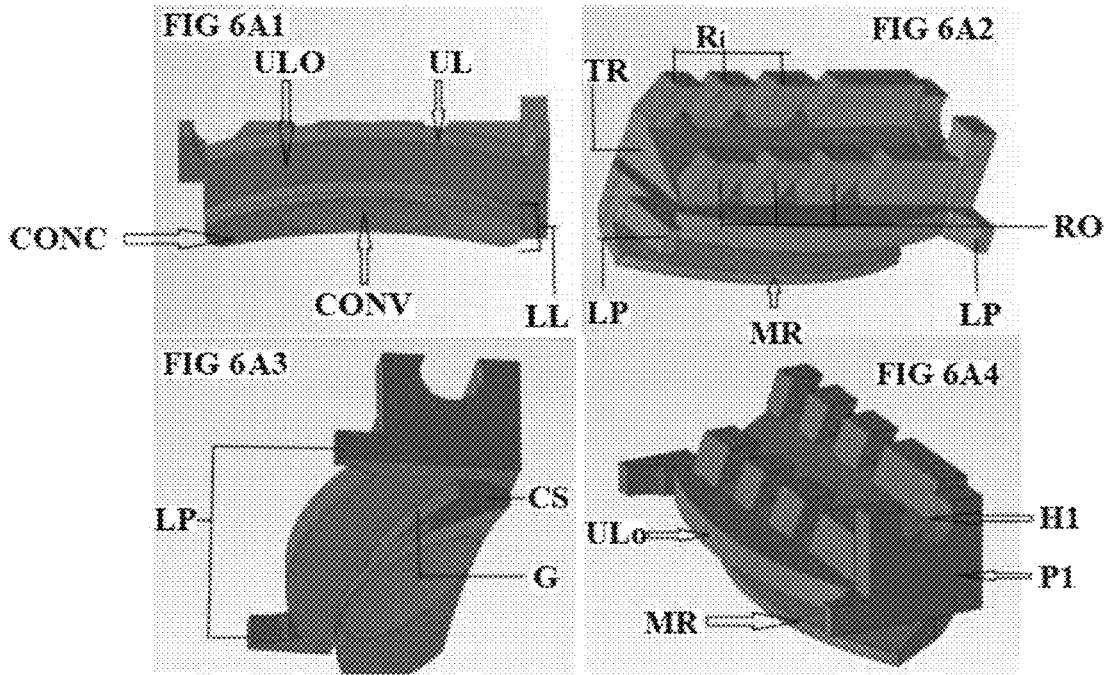 FIG 6A1
ULO UL
CONC
CONV
LL
FIG 6A2
Ri
TR
RO
LP
MR
LP
FIG 6A3
LP
CS
G
FIG 6A4
ULo
H1
P1
MR